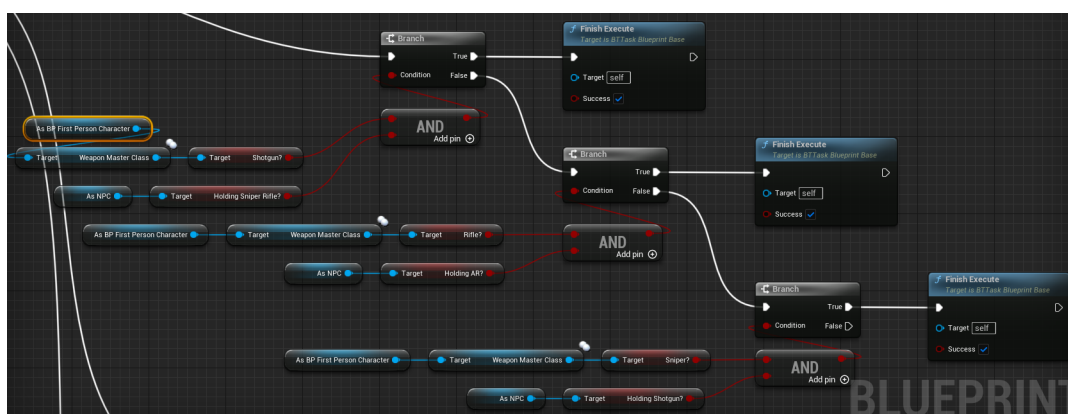 Branch
True
Condition
False
Finish Execute
Target is BTTask Blueprint Base
Target self
Success
AND
Add pin
As BP First Person Character
Target Weapon Master Class
Target Shotgun?
As NPC
Target Holding Sniper Rifle?
Branch
True
Condition
False
Finish Execute
Target is BTTask Blueprint Base
Target self
Success
As BP First Person Character
Target Weapon Master Class
Target Rifle?
AND
Add pin
As NPC
Target Holding AR?
Branch
True
Condition
False
Finish Execute
Target is BTTask Blueprint Base
Target self
Success
As BP First Person Character
Target Weapon Master Class
Target Sniper?
AND
Add pin
As NPC
Target Holding Shotgun?
BLUEPRINT